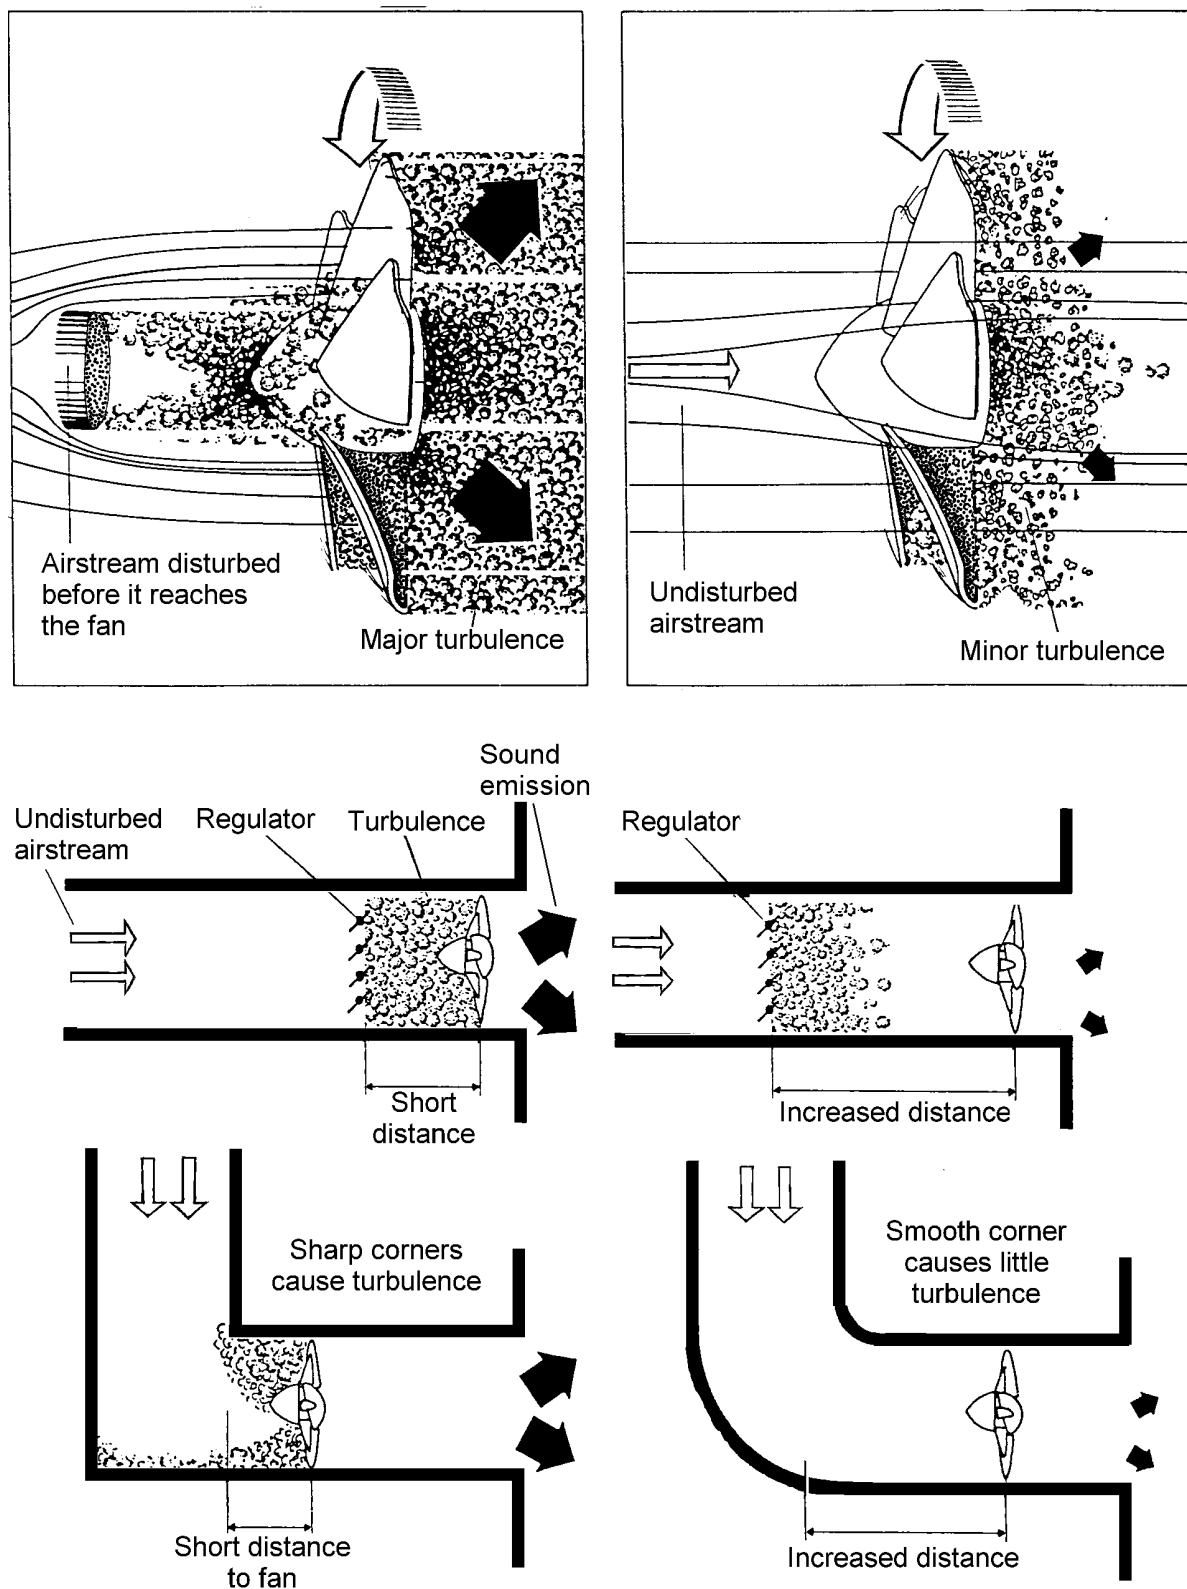 Airstream disturbed
before it reaches
the fan
Major turbulence
Undisturbed
airstream
Minor turbulence
Sound
emission
Undisturbed
airstream
Regulator
Turbulence
Regulator
Short
distance
Increased distance
Sharp corners
cause turbulence
Smooth corner
causes little
turbulence
Short distance
to fan
Increased distance